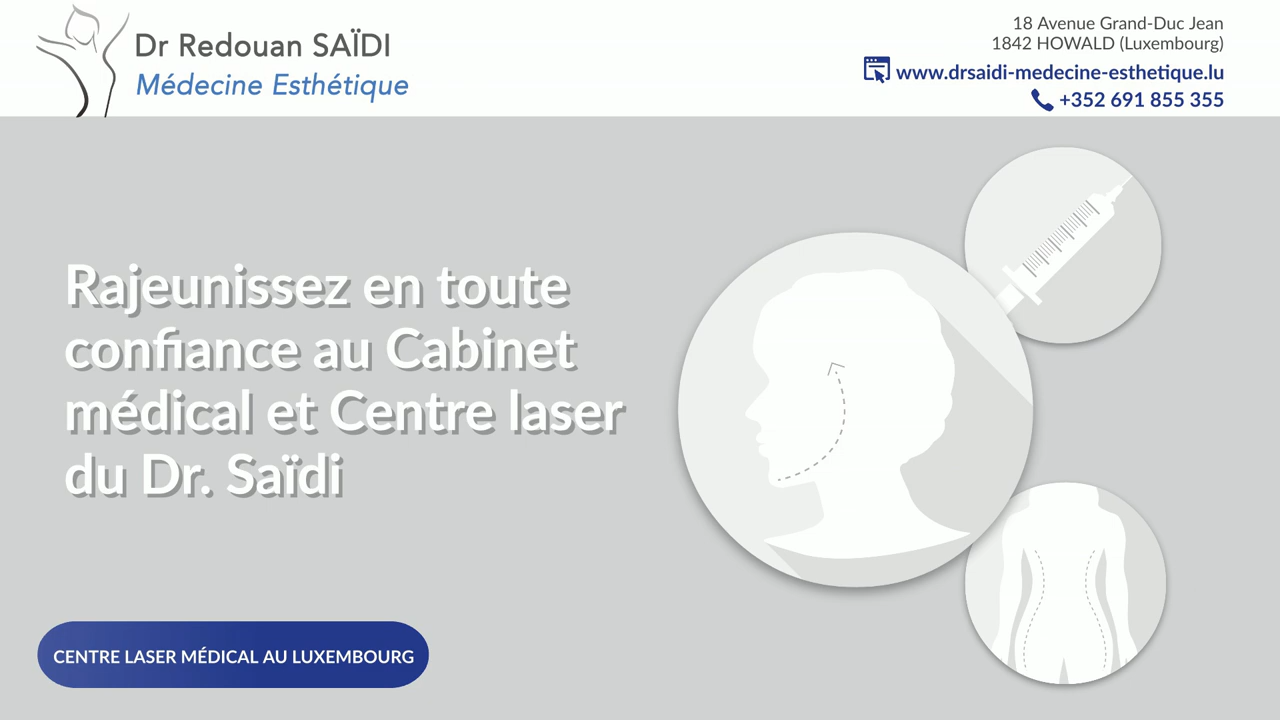 Dr Redouan SAÏDI
Médecine Esthétique
18 Avenue Grand-Duc Jean
1842 HOWALD (Luxembourg)
www.drsaidi-medecine-esthetique.lu
+352 691 855 355
Rajeunissez en toute
confiance au Cabinet
médical et Centre laser
du Dr. Saïdi
CENTRE LASER MÉDICAL AU LUXEMBOURG